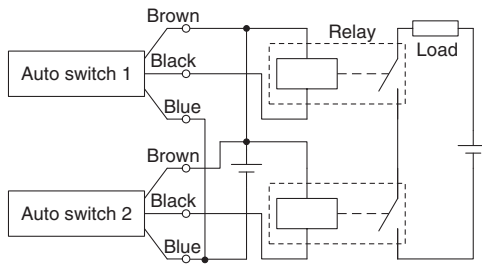 Brown
Relay
Black
Load
Auto switch 1
Blue
Brown
Black
Auto switch 2
Blue